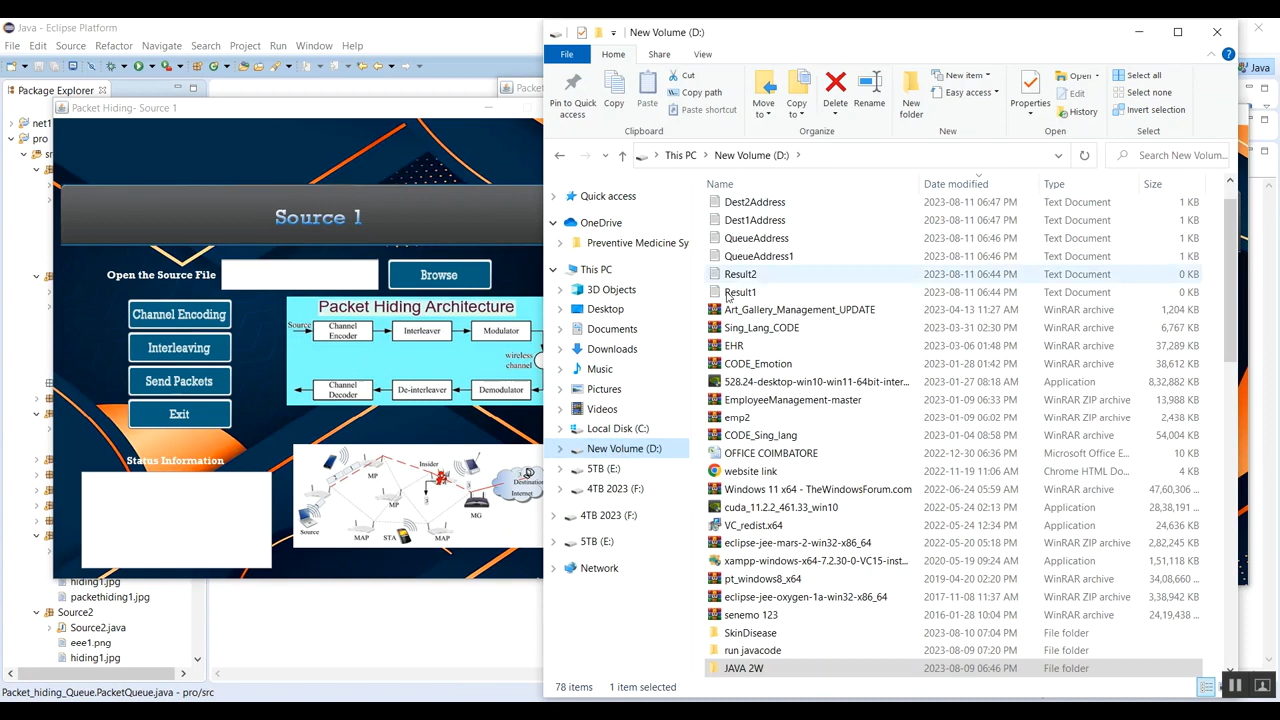 Java - Eclipse Platform
File Edit Source Refactor Navigate Search Project Run Window Help
Java
Package Explorer
net1
pro
Packet Hiding- Source 1
Source 1
Open the Source File
Browse
Channel Encoding
Interleaving
Send Packets
Exit
Status Information
Packet Hiding Architecture
Source
Channel Encoder
Interleaver
Modulator
wireless channel
Channel Decoder
De-interleaver
Demodulator
Insider
MP
MP
MG
MAP
STA
MAP
Source
Destination
Internet
hiding1.jpg
packethiding1.jpg
Source2
Source2.java
eee1.png
hiding1.jpg
Packet_hiding_Queue.PacketQueue.java - pro/src
New Volume (D:)
File Home Share View
Pin to Quick access
Copy
Paste
Cut
Copy path
Paste shortcut
Clipboard
Move to
Copy to
Delete
Rename
Organize
New folder
New item
Easy access
New
Properties
Open
Edit
History
Open
Select all
Select none
Invert selection
Select
This PC New Volume (D:)
Search New Volum...
Quick access
OneDrive
Preventive Medicine Sy
This PC
3D Objects
Desktop
Documents
Downloads
Music
Pictures
Videos
Local Disk (C:)
New Volume (D:)
5TB (E:)
4TB 2023 (F:)
4TB 2023 (F:)
5TB (E:)
Network
Name Date modified Type Size
Dest2Address 2023-08-11 06:47 PM Text Document 1 KB
Dest1Address 2023-08-11 06:47 PM Text Document 1 KB
QueueAddress 2023-08-11 06:46 PM Text Document 1 KB
QueueAddress1 2023-08-11 06:46 PM Text Document 1 KB
Result2 2023-08-11 06:44 PM Text Document 0 KB
Result1 2023-08-11 06:44 PM Text Document 0 KB
Art_Gallery_Management_UPDATE 2023-04-13 11:27 AM WinRAR archive 1,204 KB
Sing_Lang_CODE 2023-03-31 02:30 PM WinRAR archive 6,767 KB
EHR 2023-03-06 01:48 PM WinRAR archive 37,289 KB
CODE_Emotion 2023-01-28 01:42 PM WinRAR archive 38,612 KB
528.24-desktop-win10-win11-64bit-inter... 2023-01-27 08:18 AM Application 8,32,882 KB
EmployeeManagement-master 2023-01-09 06:33 PM WinRAR ZIP archive 13,988 KB
emp2 2023-01-09 06:02 PM WinRAR ZIP archive 2,438 KB
CODE_Sing_lang 2023-01-04 08:58 PM WinRAR archive 54,004 KB
OFFICE COIMBATORE 2022-12-30 06:36 PM Microsoft Office E... 10 KB
website link 2022-11-19 11:06 AM Chrome HTML Do... 4 KB
Windows 11 x64 - TheWindowsForum.com 2022-06-24 05:59 AM WinRAR archive 47,60,306 ...
cuda_11.2.2_461.33_win10 2022-05-24 02:13 PM Application 28,38,191 ...
VC_redist.x64 2022-05-24 12:34 PM Application 24,636 KB
eclipse-jee-mars-2-win32-x86_64 2022-05-20 05:18 PM WinRAR ZIP archive 2,82,245 KB
xampp-windows-x64-7.2.30-0-VC15-inst... 2020-05-19 09:24 AM Application 1,51,118 KB
pt_windows8_x64 2019-04-20 02:10 PM WinRAR archive 34,08,660 ...
eclipse-jee-oxygen-1a-win32-x86_64 2017-11-08 11:37 AM WinRAR ZIP archive 3,38,942 KB
senemo 123 2016-01-28 10:04 PM WinRAR archive 24,19,438 ...
SkinDisease 2023-08-10 07:04 PM File folder
run javacode 2023-08-09 07:20 PM File folder
JAVA 2W 2023-08-09 06:46 PM File folder
78 items 1 item selected